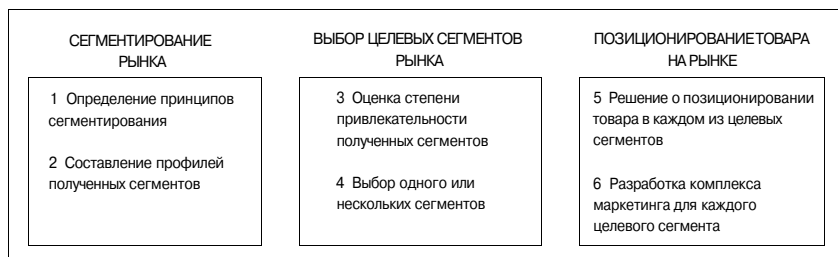 СЕГМЕНТИРОВАНИЕ
РЫНКА
1 Определение принципов
сегментирования
2 Составление профилей
полученных сегментов
ВЫБОР ЦЕЛЕВЫХ СЕГМЕНТОВ
РЫНКА
3 Оценка степени
привлекательности
полученных сегментов
4 Выбор одного или
нескольких сегментов
ПОЗИЦИОНИРОВАНИЕ ТОВАРА
НА РЫНКЕ
5 Решение о позиционировании
товара в каждом из целевых
сегментов
6 Разработка комплекса
маркетинга для каждого
целевого сегмента